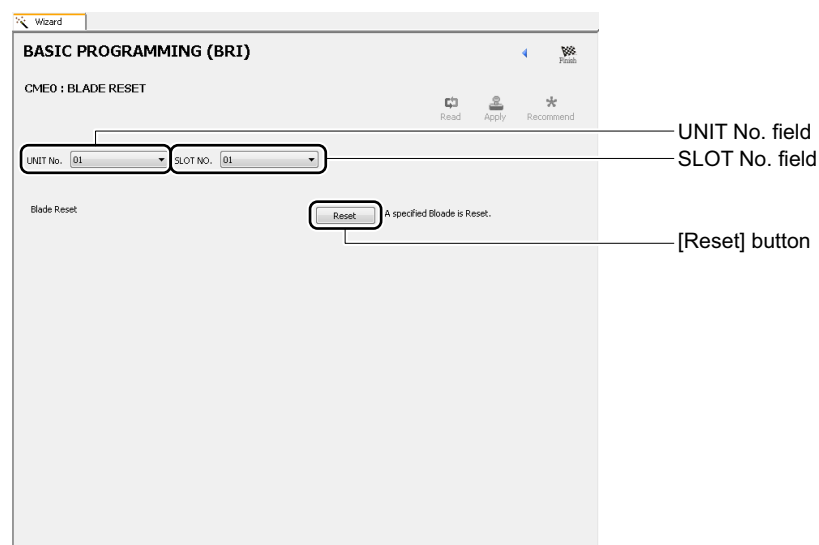 Wizard
BASIC PROGRAMMING (BRI)
Finish
CME0 : BLADE RESET
Read Apply Recommend
UNIT No. field
UNIT No. 01 SLOT NO. 01
SLOT No. field
Blade Reset Reset A specified Bloade is Reset.
[Reset] button